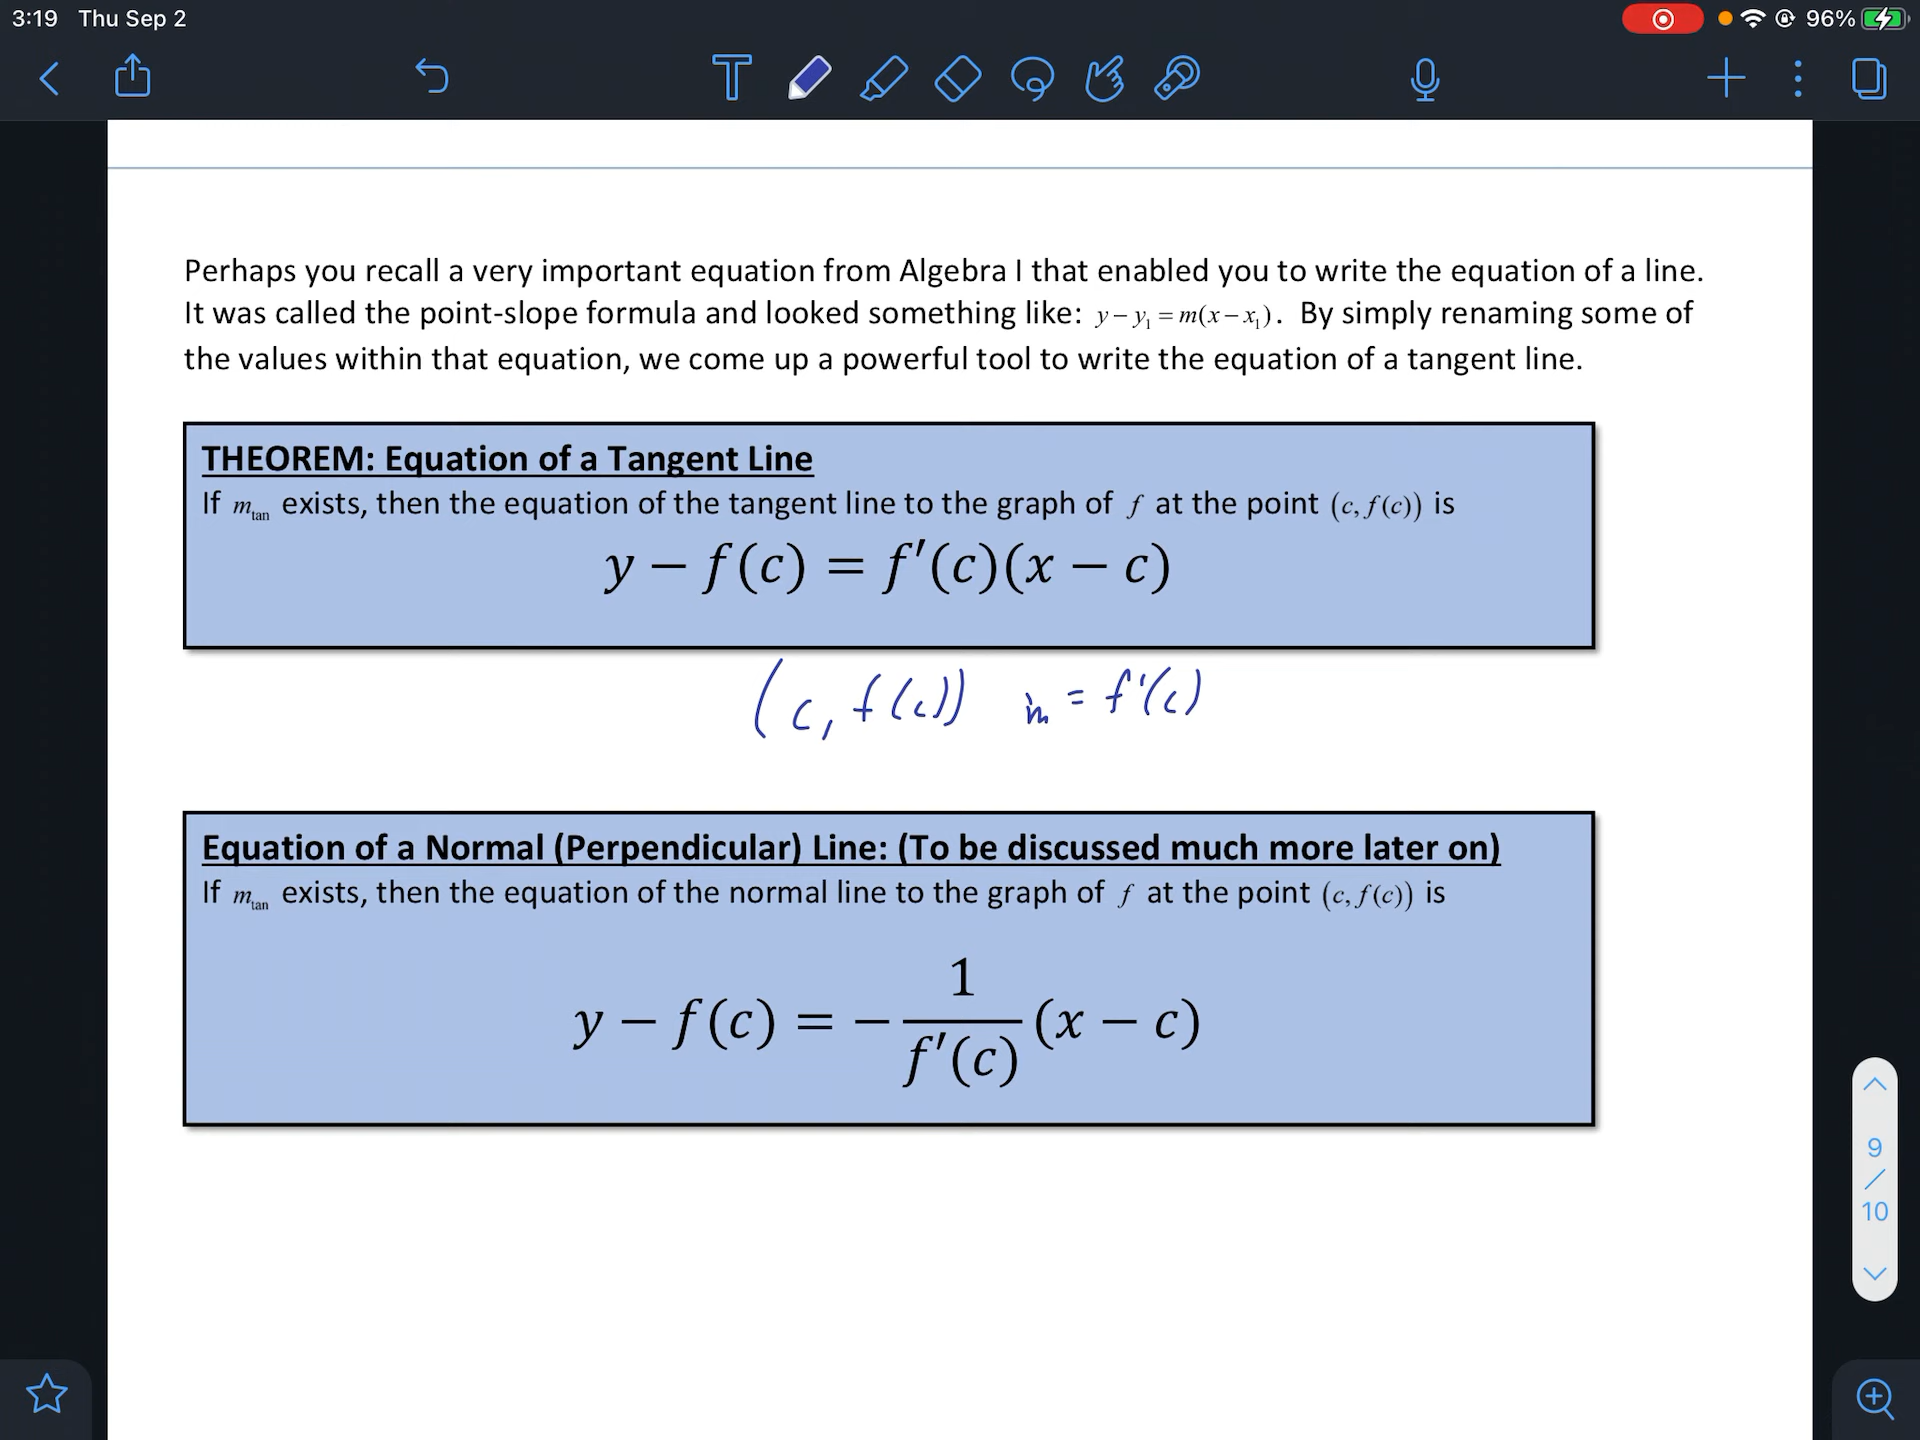 3:19 Thu Sep 2 96%
T
Perhaps you recall a very important equation from Algebra I that enabled you to write the equation of a line.
It was called the point-slope formula and looked something like: y − y₁ = m(x − x₁). By simply renaming some of
the values within that equation, we come up a powerful tool to write the equation of a tangent line.
THEOREM: Equation of a Tangent Line
If mₜₐₙ exists, then the equation of the tangent line to the graph of f at the point (c, f(c)) is
y − f(c) = f′(c)(x − c)
(c, f(c)) m = f'(c)
Equation of a Normal (Perpendicular) Line: (To be discussed much more later on)
If mₜₐₙ exists, then the equation of the normal line to the graph of f at the point (c, f(c)) is
y − f(c) = − 1/f′(c) (x − c)
9
/
10